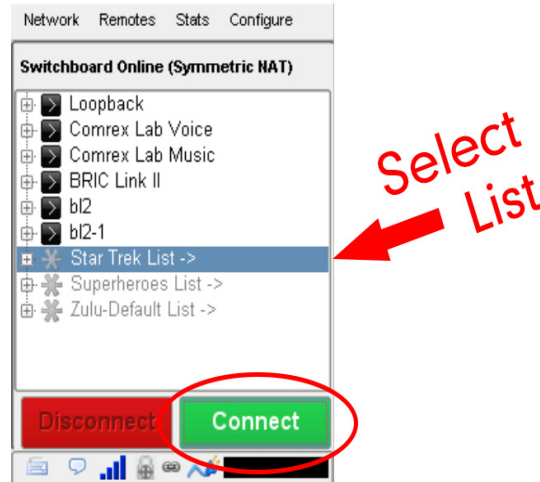 Network Remotes Stats Configure
Switchboard Online (Symmetric NAT)
Loopback
Comrex Lab Voice
Comrex Lab Music
BRIC Link II
bl2
bl2-1
Star Trek List ->
Superheroes List ->
Zulu-Default List ->
Select
List
Disconnect Connect